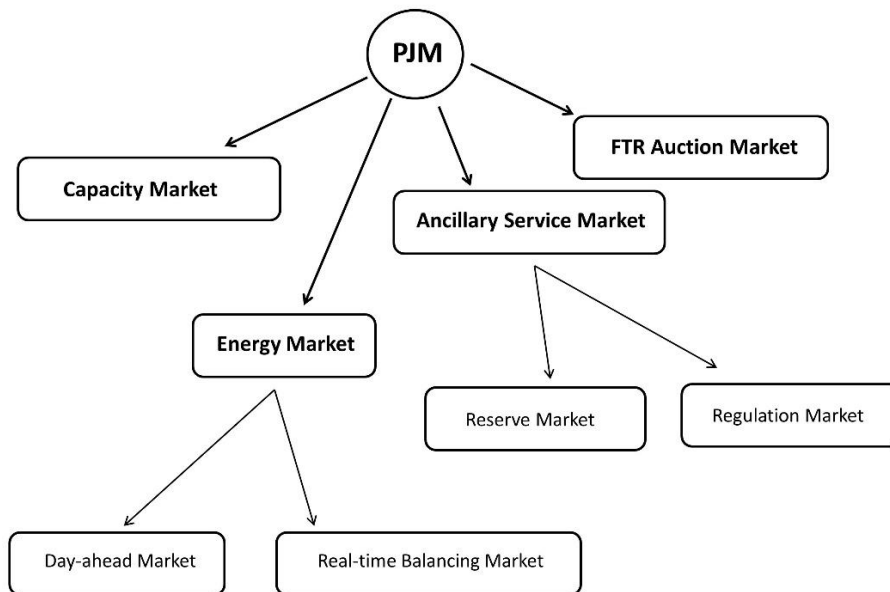 PJM
FTR Auction Market
Capacity Market
Ancillary Service Market
Energy Market
Reserve Market
Regulation Market
Day-ahead Market
Real-time Balancing Market